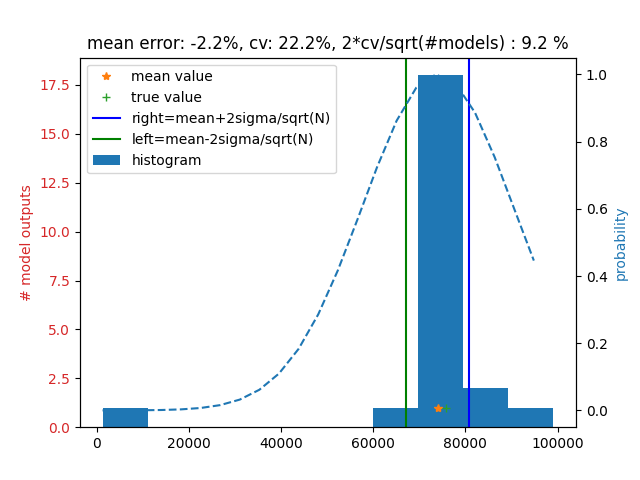 mean error: -2.2%, cv: 22.2%, 2*cv/sqrt(#models) : 9.2 %
mean value
true value
right=mean+2sigma/sqrt(N)
left=mean-2sigma/sqrt(N)
histogram
# model outputs
17.5
15.0
12.5
10.0
7.5
5.0
2.5
0.0
1.0
0.8
0.6
0.4
0.2
0.0
probability
0 20000 40000 60000 80000 100000